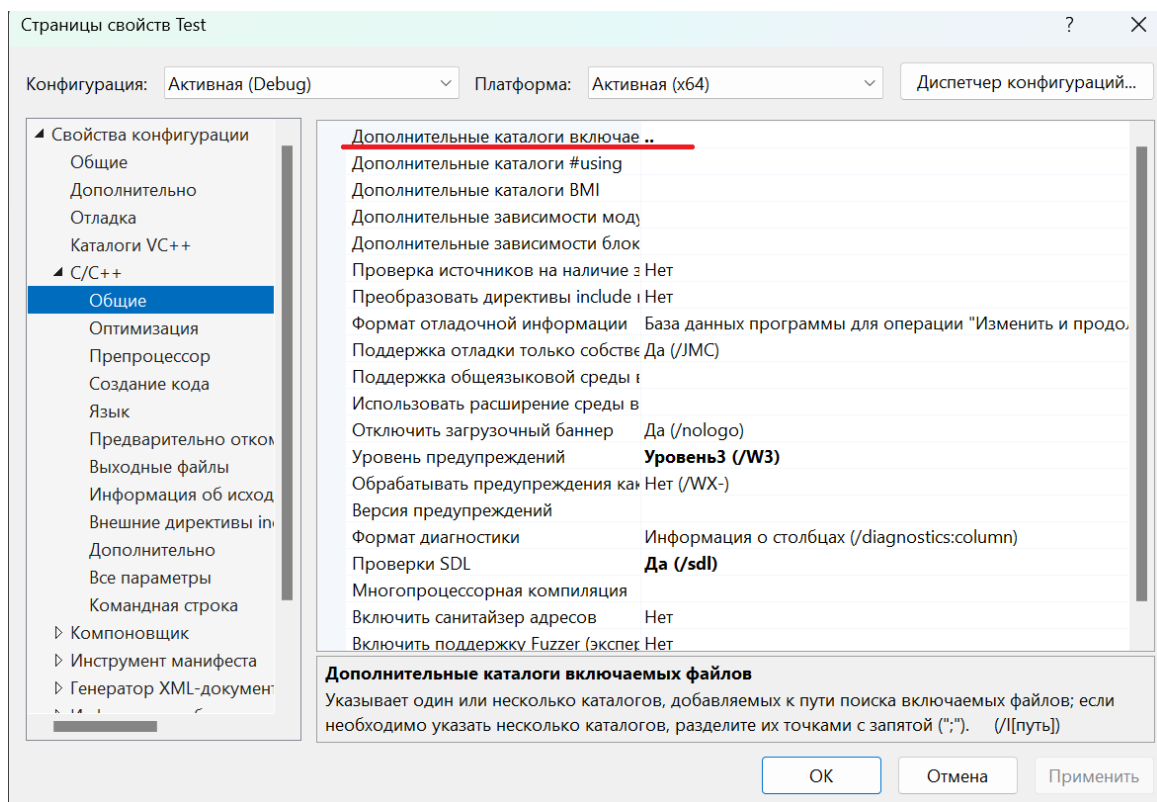 Страницы свойств Test ?
Конфигурация: Активная (Debug) Платформа: Активная (x64) Диспетчер конфигураций...
Свойства конфигурации
Общие
Дополнительно
Отладка
Каталоги VC++
C/C++
Общие
Оптимизация
Препроцессор
Создание кода
Язык
Предварительно отком
Выходные файлы
Информация об исход
Внешние директивы in
Дополнительно
Все параметры
Командная строка
Компоновщик
Инструмент манифеста
Генератор XML-документ
Дополнительные каталоги включае ..
Дополнительные каталоги #using
Дополнительные каталоги BMI
Дополнительные зависимости моду
Дополнительные зависимости блок
Проверка источников на наличие з Нет
Преобразовать директивы include Нет
Формат отладочной информации База данных программы для операции "Изменить и продол
Поддержка отладки только собстве Да (/JMC)
Поддержка общеязыковой среды в
Использовать расширение среды в
Отключить загрузочный баннер Да (/nologo)
Уровень предупреждений Уровень3 (/W3)
Обрабатывать предупреждения как Нет (/WX-)
Версия предупреждений
Формат диагностики Информация о столбцах (/diagnostics:column)
Проверки SDL Да (/sdl)
Многопроцессорная компиляция
Включить санитайзер адресов Нет
Включить поддержку Fuzzer (экспер Нет
Дополнительные каталоги включаемых файлов
Указывает один или несколько каталогов, добавляемых к пути поиска включаемых файлов; если
необходимо указать несколько каталогов, разделите их точками с запятой (";"). (/I[путь])
ОК Отмена Применить